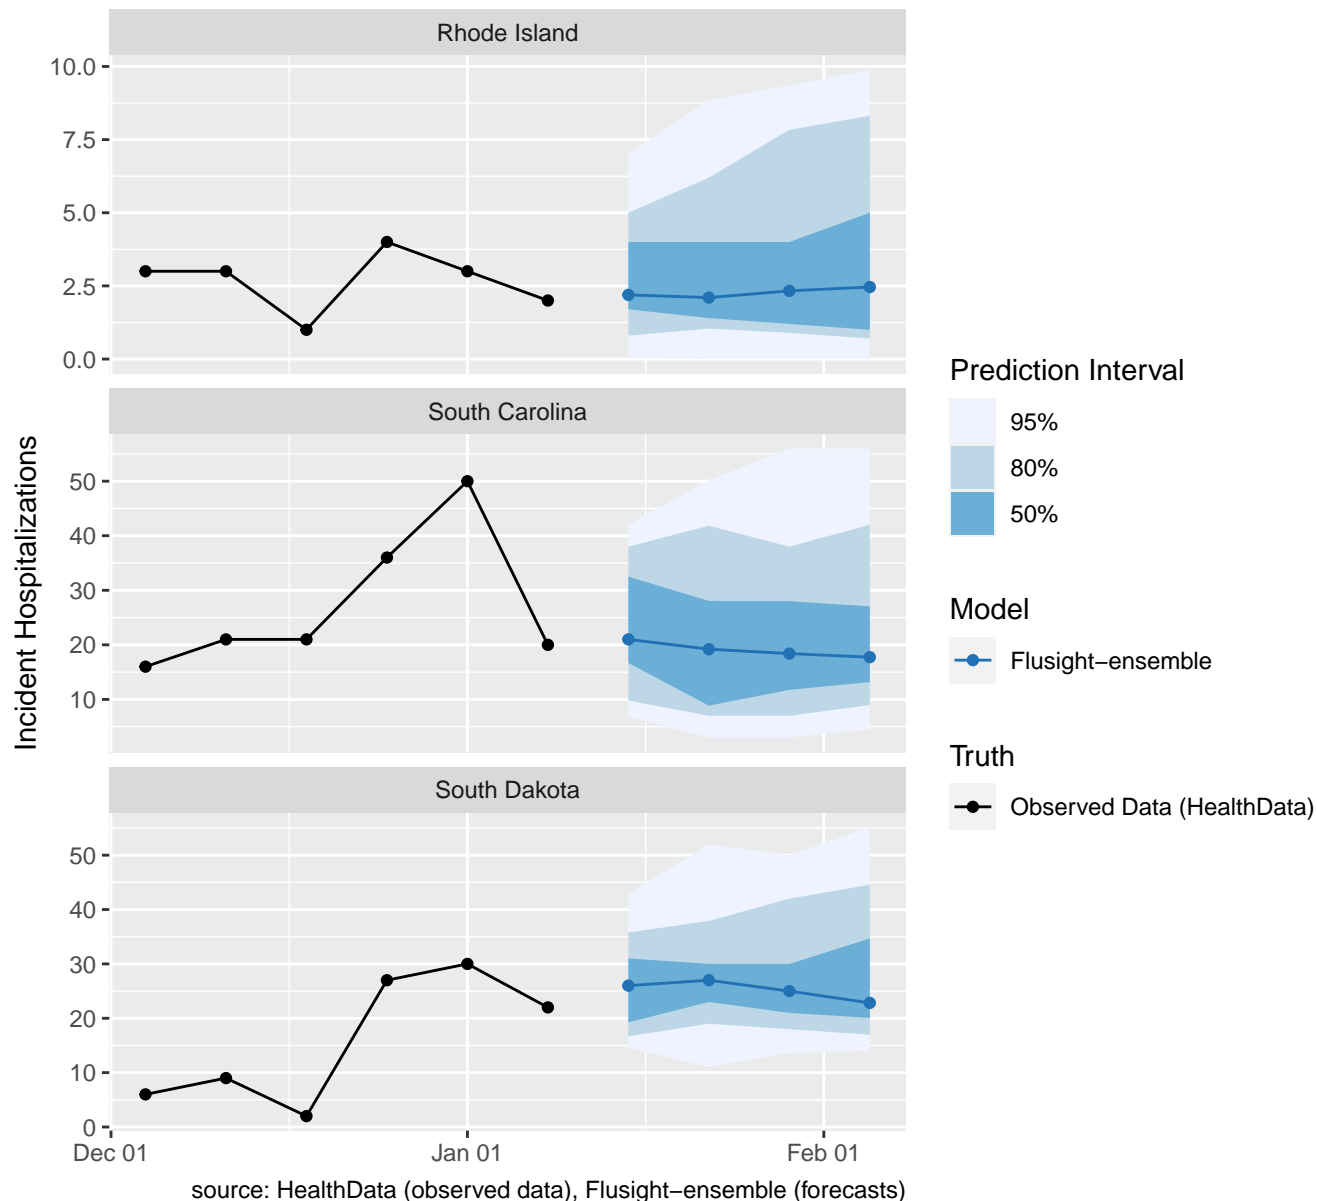 Rhode Island
10.0
7.5
5.0
2.5
0.0
South Carolina
50
40
30
20
10
South Dakota
50
40
30
20
10
0
Dec 01 Jan 01 Feb 01
Incident Hospitalizations
source: HealthData (observed data), Flusight−ensemble (forecasts)
Prediction Interval
95%
80%
50%
Model
Flusight−ensemble
Truth
Observed Data (HealthData)